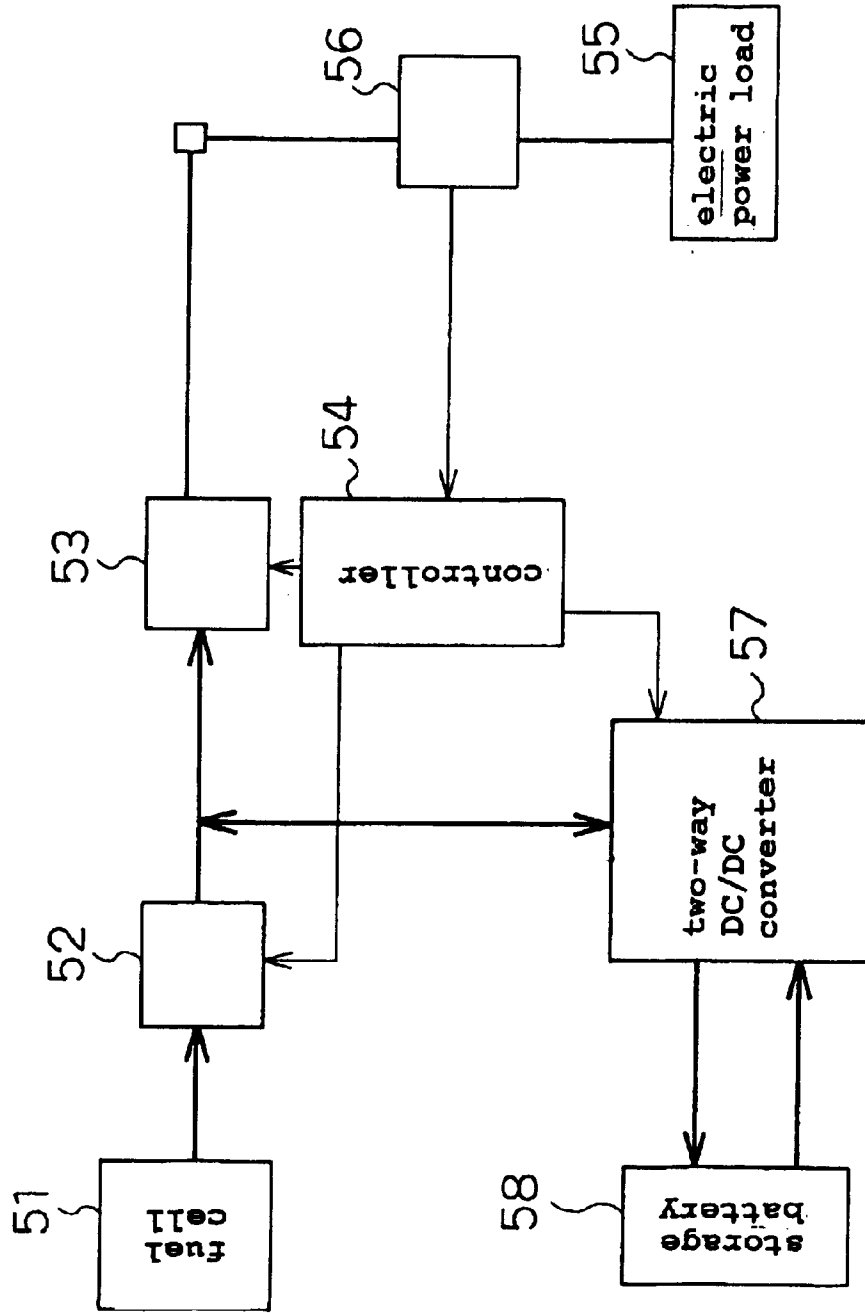 51
fuel
cell
52
53
54
controller
56
55
electric
power load
57
two-way
DC/DC
converter
58
storage
battery